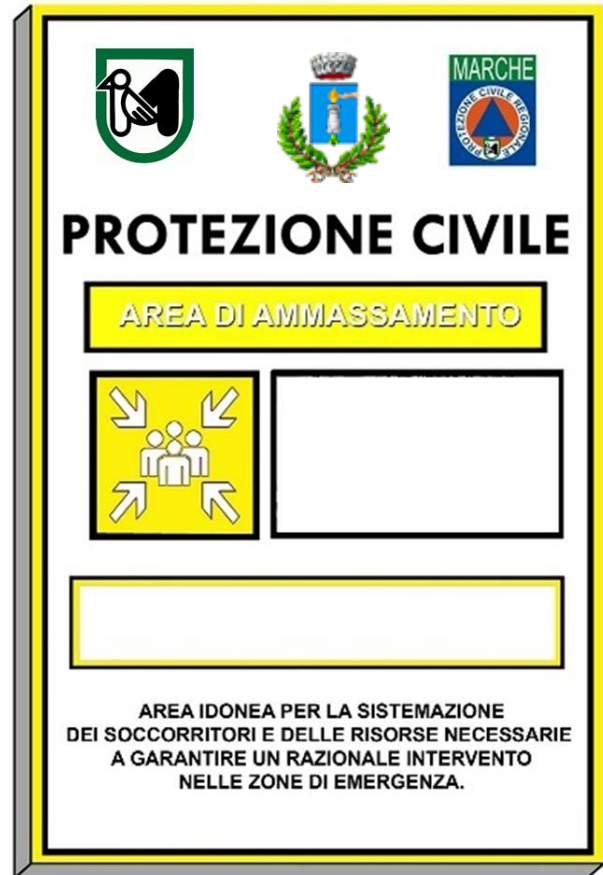 MARCHE
PROTEZIONE CIVILE REGIONALE
PROTEZIONE CIVILE
AREA DI AMMASSAMENTO
AREA IDONEA PER LA SISTEMAZIONE
DEI SOCCORRITORI E DELLE RISORSE NECESSARIE
A GARANTIRE UN RAZIONALE INTERVENTO
NELLE ZONE DI EMERGENZA.